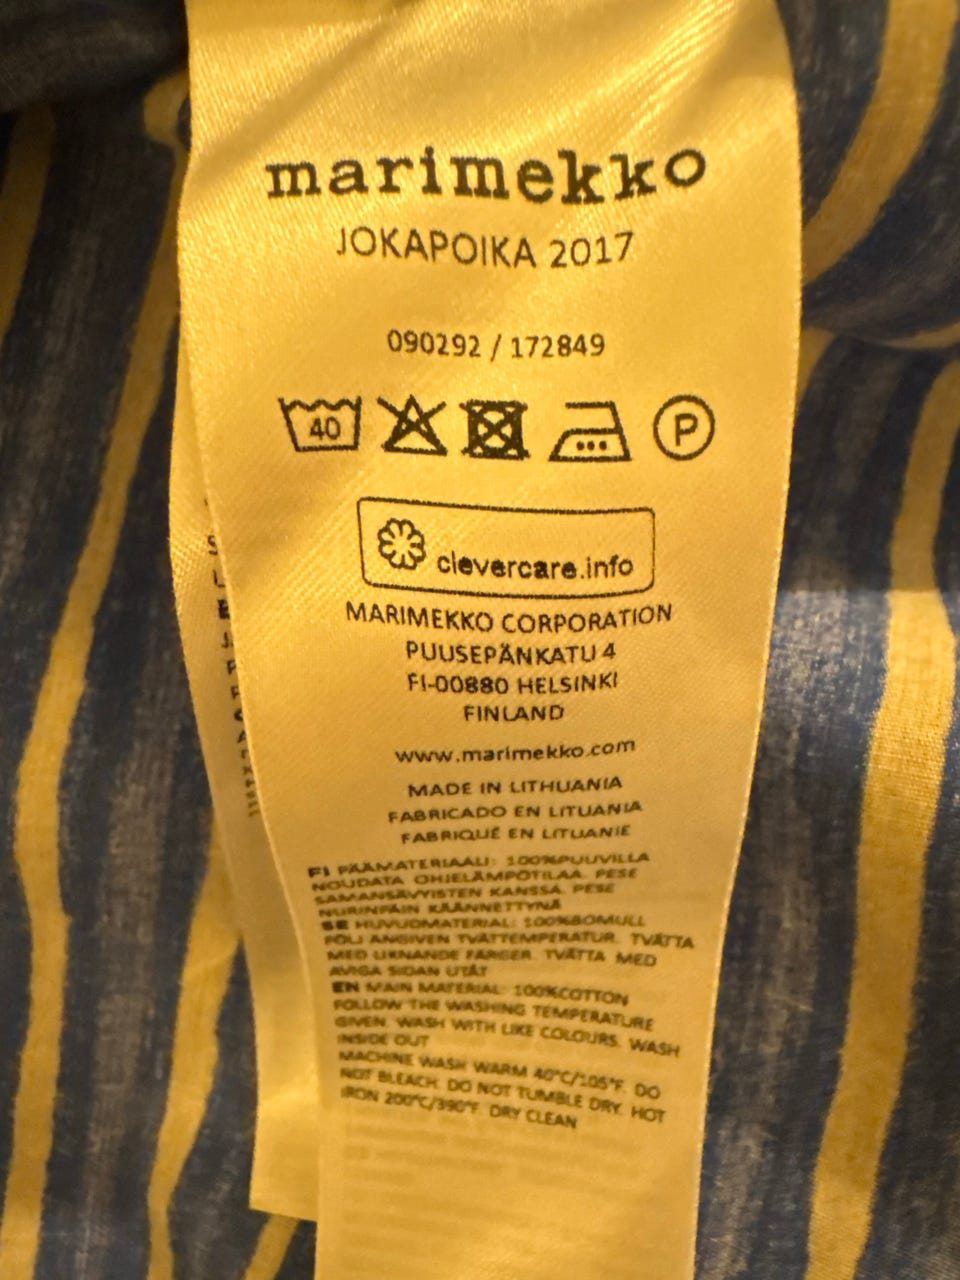 marimekko
JOKAPOIKA 2017
090292 / 172849
40 P
clevercare.info
MARIMEKKO CORPORATION
PUUSEPÄNKATU 4
FI-00880 HELSINKI
FINLAND
www.marimekko.com
MADE IN LITHUANIA
FABRICADO EN LITUANIA
FABRIQUÉ EN LITUANIE
FI PÄÄMATERIAALI: 100%PUUVILLA
NOUDATA OHJELÄMPÖTILAA. PESE
SAMANSÄVYISTEN KANSSA. PESE
NURINPÄIN KÄÄNNETTYNÄ
SE HUVUDMATERIAL: 100%BOMULL
FÖLJ ANGIVEN TVÄTTEMPERATUR. TVÄTTA
MED LIKNANDE FÄRGER. TVÄTTA MED
AVIGA SIDAN UTÅT
EN MAIN MATERIAL: 100%COTTON
FOLLOW THE WASHING TEMPERATURE
GIVEN. WASH WITH LIKE COLOURS. WASH
INSIDE OUT
MACHINE WASH WARM 40°C/105°F. DO
NOT BLEACH. DO NOT TUMBLE DRY. HOT
IRON 200°C/390°F. DRY CLEAN